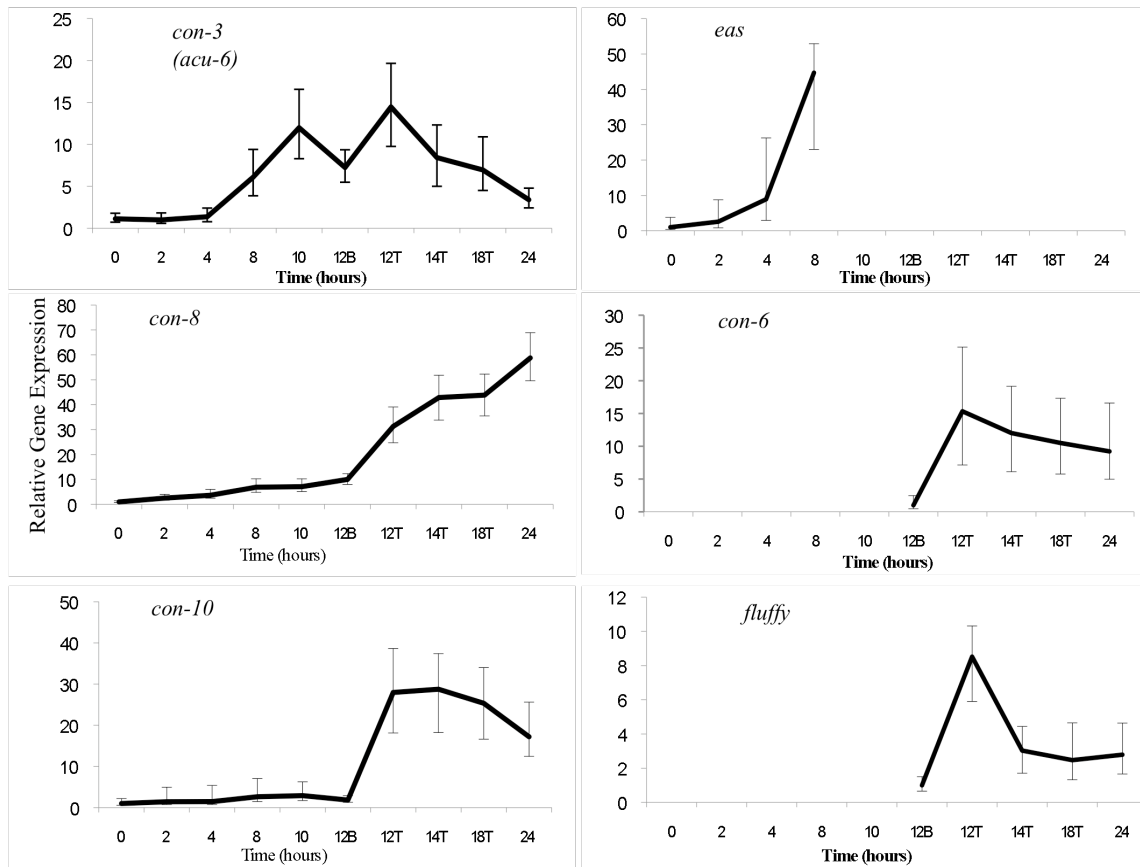 Relative Gene Expression
con-3
(acu-6)
25
20
15
10
5
0
0 2 4 8 10 12B 12T 14T 18T 24
Time (hours)
eas
60
50
40
30
20
10
0
0 2 4 8 10 12B 12T 14T 18T 24
Time (hours)
con-8
80
70
60
50
40
30
20
10
0
0 2 4 8 10 12B 12T 14T 18T 24
Time (hours)
con-6
30
25
20
15
10
5
0
0 2 4 8 10 12B 12T 14T 18T 24
Time (hours)
con-10
50
40
30
20
10
0
0 2 4 8 10 12B 12T 14T 18T 24
Time (hours)
fluffy
12
10
8
6
4
2
0
0 2 4 8 10 12B 12T 14T 18T 24
Time (hours)